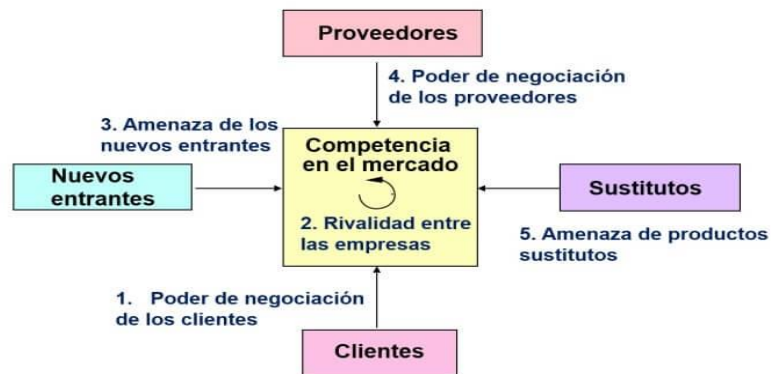 Proveedores
4. Poder de negociación
de los proveedores
3. Amenaza de los
nuevos entrantes
Competencia
en el mercado
Nuevos
entrantes
Sustitutos
2. Rivalidad entre
las empresas
5. Amenaza de productos
sustitutos
1. Poder de negociación
de los clientes
Clientes